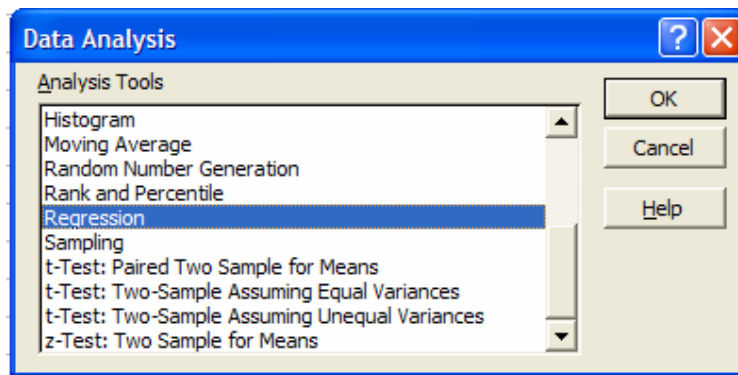 Data Analysis
Analysis Tools
Histogram
Moving Average
Random Number Generation
Rank and Percentile
Regression
Sampling
t-Test: Paired Two Sample for Means
t-Test: Two-Sample Assuming Equal Variances
t-Test: Two-Sample Assuming Unequal Variances
z-Test: Two Sample for Means
OK
Cancel
Help